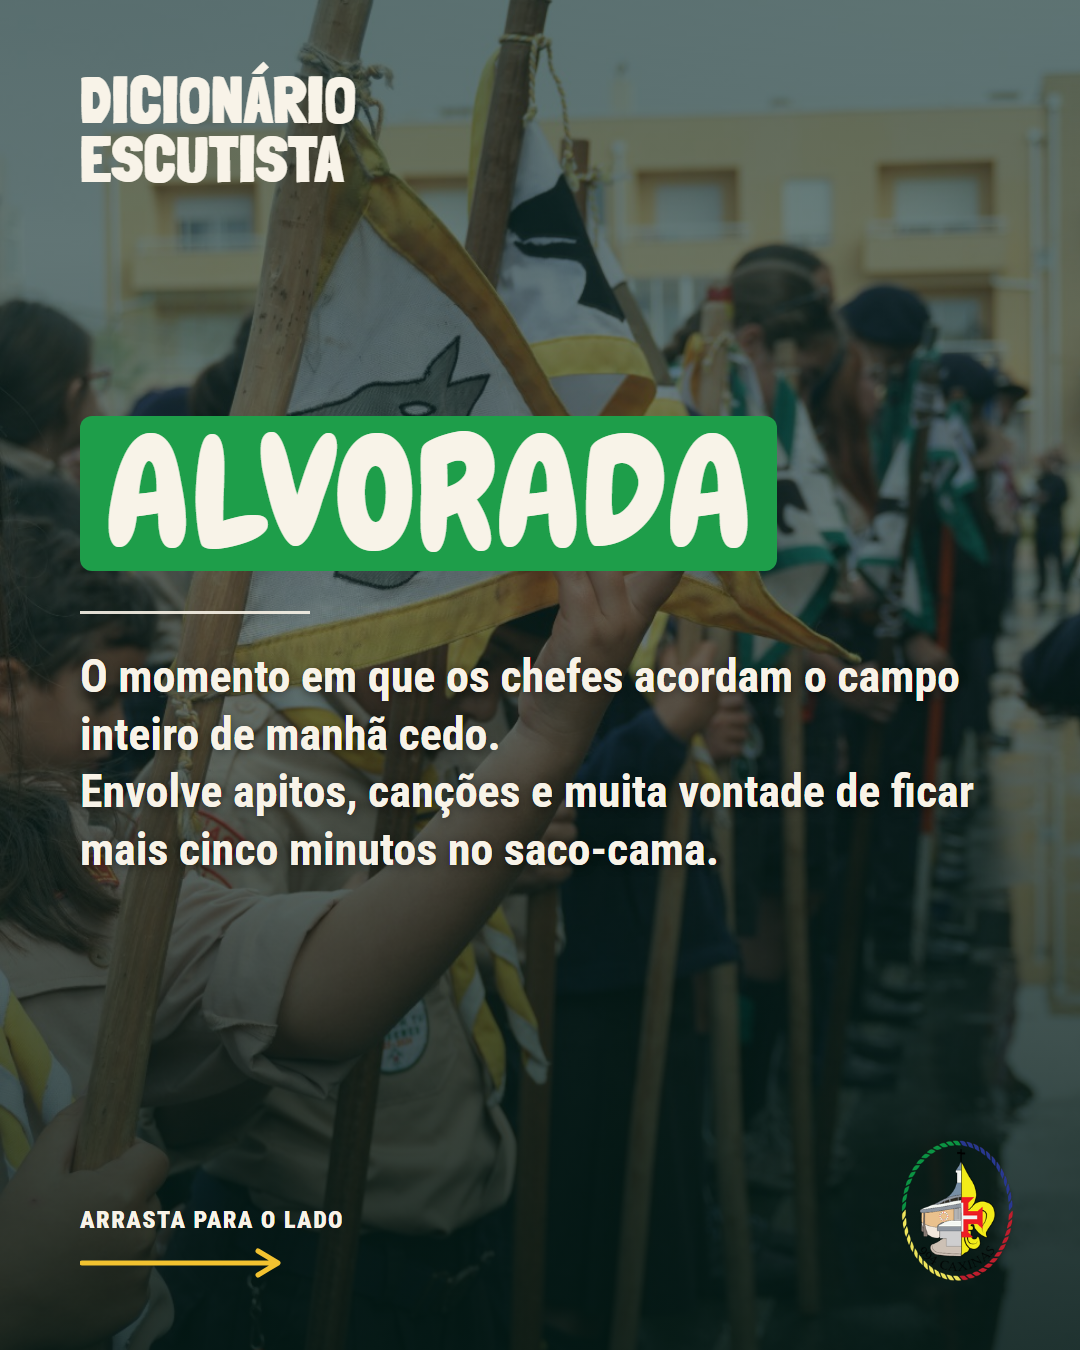 DICIONÁRIO
ESCUTISTA
ALVORADA
O momento em que os chefes acordam o campo
inteiro de manhã cedo.
Envolve apitos, canções e muita vontade de ficar
mais cinco minutos no saco-cama.
ARRASTA PARA O LADO
CAXINAS